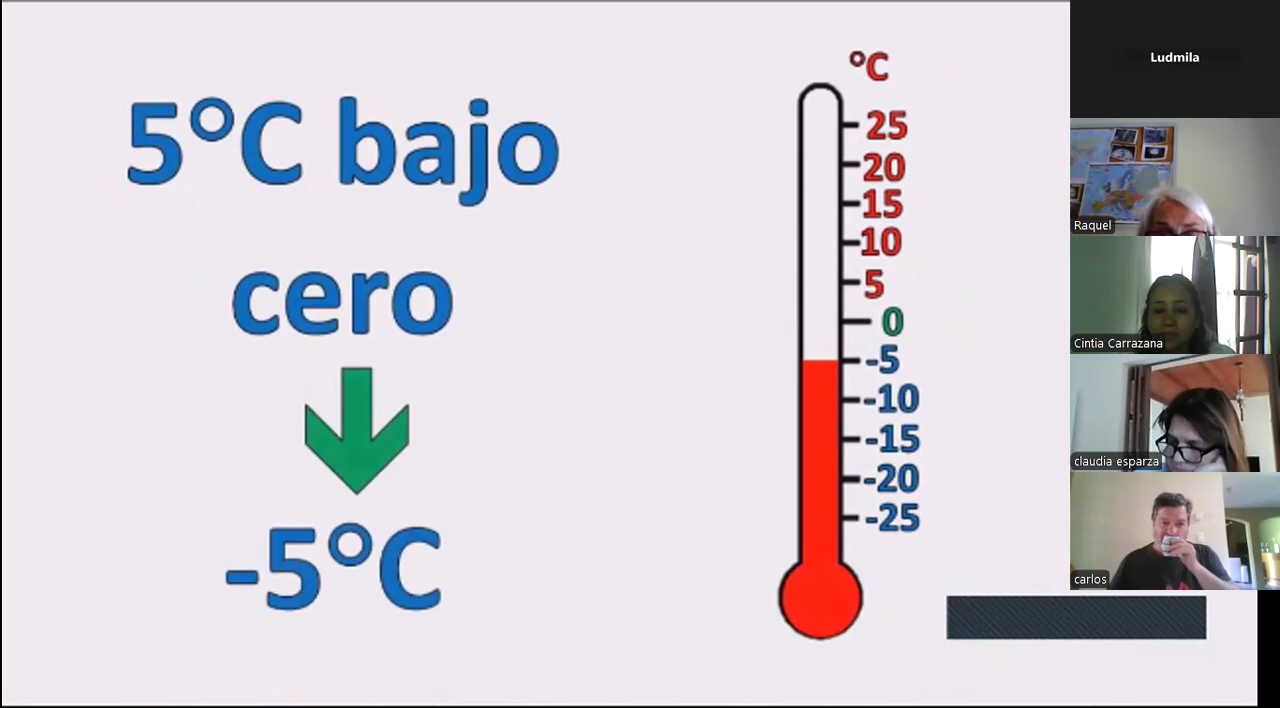 5°C bajo
cero
-5°C
°C
25
20
15
10
5
0
-5
-10
-15
-20
-25
Ludmila
Raquel
Cintia Carrazana
claudia esparza
carlos